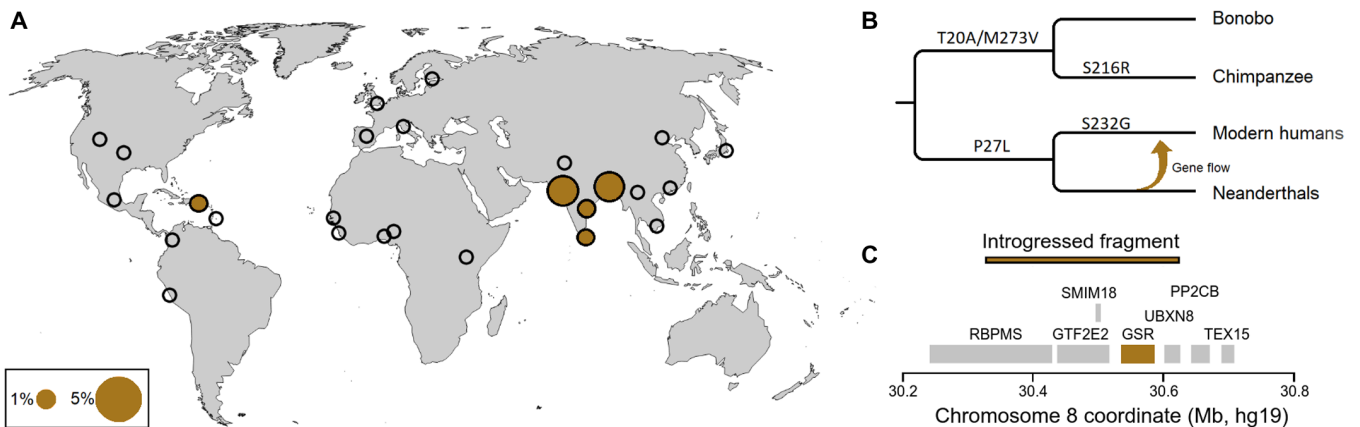 A
1%
5%
B
T20A/M273V
Bonobo
S216R
Chimpanzee
S232G
Modern humans
P27L
Gene flow
Neanderthals
C
Introgressed fragment
SMIM18
PP2CB
UBXN8
RBPMS
GTF2E2
GSR
TEX15
30.2
30.4
30.6
30.8
Chromosome 8 coordinate (Mb, hg19)